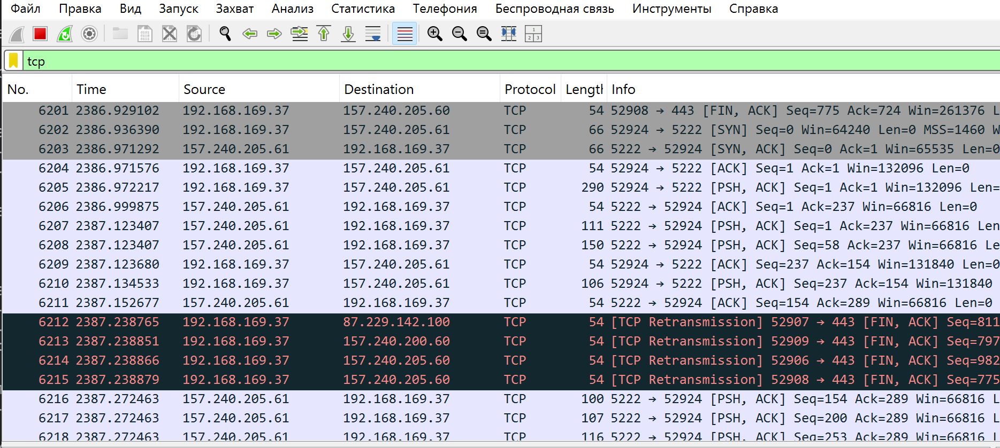 Файл Правка Вид Запуск Захват Анализ Статистика Телефония Беспроводная связь Инструменты Справка
tcp
No. Time Source Destination Protocol Length Info
6201 2386.929102 192.168.169.37 157.240.205.60 TCP 54 52908 → 443 [FIN, ACK] Seq=775 Ack=724 Win=261376 L
6202 2386.936390 192.168.169.37 157.240.205.61 TCP 66 52924 → 5222 [SYN] Seq=0 Win=64240 Len=0 MSS=1460 W
6203 2386.971292 157.240.205.61 192.168.169.37 TCP 66 5222 → 52924 [SYN, ACK] Seq=0 Ack=1 Win=65535 Len=0
6204 2386.971576 192.168.169.37 157.240.205.61 TCP 54 52924 → 5222 [ACK] Seq=1 Ack=1 Win=132096 Len=0
6205 2386.972217 192.168.169.37 157.240.205.61 TCP 290 52924 → 5222 [PSH, ACK] Seq=1 Ack=1 Win=132096 Len=
6206 2386.999875 157.240.205.61 192.168.169.37 TCP 54 5222 → 52924 [ACK] Seq=1 Ack=237 Win=66816 Len=0
6207 2387.123407 157.240.205.61 192.168.169.37 TCP 111 5222 → 52924 [PSH, ACK] Seq=1 Ack=237 Win=66816 Len
6208 2387.123407 157.240.205.61 192.168.169.37 TCP 150 5222 → 52924 [PSH, ACK] Seq=58 Ack=237 Win=66816 Le
6209 2387.123680 192.168.169.37 157.240.205.61 TCP 54 52924 → 5222 [ACK] Seq=237 Ack=154 Win=131840 Len=0
6210 2387.134533 192.168.169.37 157.240.205.61 TCP 106 52924 → 5222 [PSH, ACK] Seq=237 Ack=154 Win=131840
6211 2387.152677 157.240.205.61 192.168.169.37 TCP 54 5222 → 52924 [ACK] Seq=154 Ack=289 Win=66816 Len=0
6212 2387.238765 192.168.169.37 87.229.142.100 TCP 54 [TCP Retransmission] 52907 → 443 [FIN, ACK] Seq=811
6213 2387.238851 192.168.169.37 157.240.200.60 TCP 54 [TCP Retransmission] 52909 → 443 [FIN, ACK] Seq=797
6214 2387.238866 192.168.169.37 157.240.205.60 TCP 54 [TCP Retransmission] 52906 → 443 [FIN, ACK] Seq=982
6215 2387.238879 192.168.169.37 157.240.205.60 TCP 54 [TCP Retransmission] 52908 → 443 [FIN, ACK] Seq=775
6216 2387.272463 157.240.205.61 192.168.169.37 TCP 100 5222 → 52924 [PSH, ACK] Seq=154 Ack=289 Win=66816 L
6217 2387.272463 157.240.205.61 192.168.169.37 TCP 107 5222 → 52924 [PSH, ACK] Seq=200 Ack=289 Win=66816 L
6218 2387.272463 157.240.205.61 192.168.169.37 TCP 116 5222 → 52924 [PSH, ACK] Seq=253 Ack=289 Win=66816 L